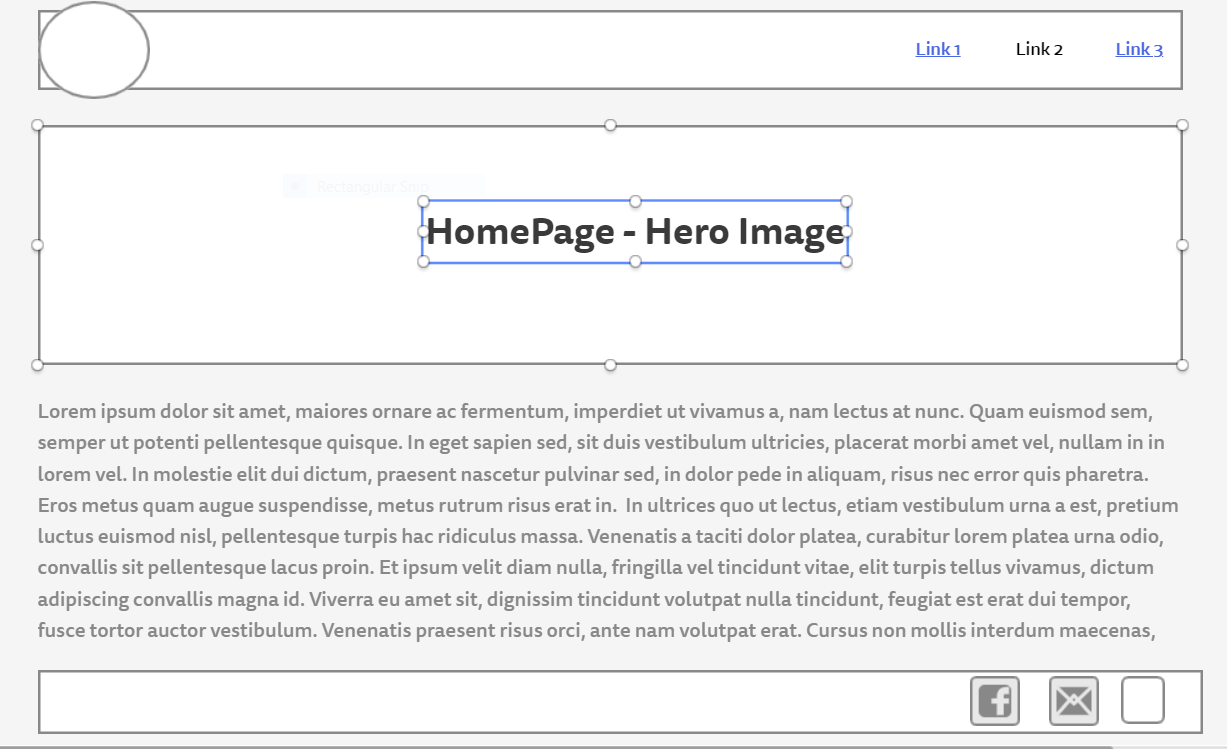 Link 1
Link 2
Link 3
Rectangular Snip
HomePage - Hero Image
Lorem ipsum dolor sit amet, maiores ornare ac fermentum, imperdiet ut vivamus a, nam lectus at nunc. Quam euismod sem,
semper ut potenti pellentesque quisque. In eget sapien sed, sit duis vestibulum ultricies, placerat morbi amet vel, nullam in in
lorem vel. In molestie elit dui dictum, praesent nascetur pulvinar sed, in dolor pede in aliquam, risus nec error quis pharetra.
Eros metus quam augue suspendisse, metus rutrum risus erat in.  In ultrices quo ut lectus, etiam vestibulum urna a est, pretium
luctus euismod nisl, pellentesque turpis hac ridiculus massa. Venenatis a taciti dolor platea, curabitur lorem platea urna odio,
convallis sit pellentesque lacus proin. Et ipsum velit diam nulla, fringilla vel tincidunt vitae, elit turpis tellus vivamus, dictum
adipiscing convallis magna id. Viverra eu amet sit, dignissim tincidunt volutpat nulla tincidunt, feugiat est erat dui tempor,
fusce tortor auctor vestibulum. Venenatis praesent risus orci, ante nam volutpat erat. Cursus non mollis interdum maecenas,